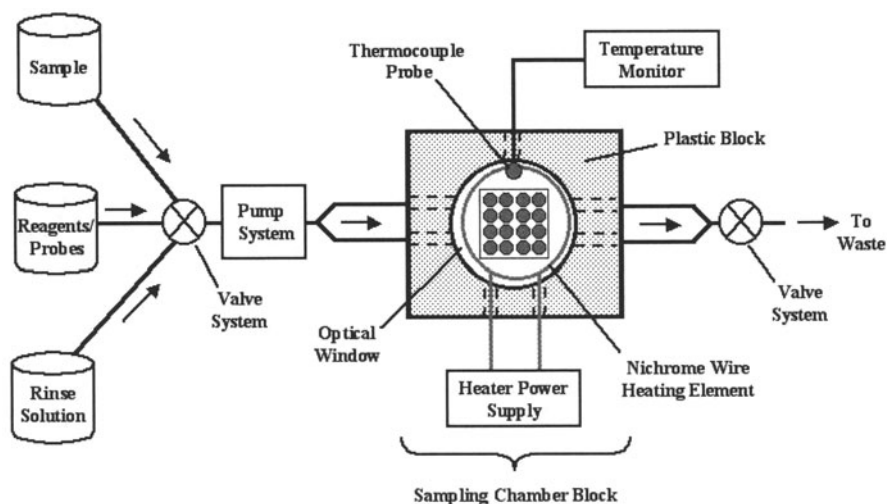 Sample
Reagents/
Probes
Rinse
Solution
Valve
System
Pump
System
Thermocouple
Probe
Temperature
Monitor
Plastic Block
Optical
Window
Heater Power
Supply
Nichrome Wire
Heating Element
Valve
System
To
Waste
Sampling Chamber Block